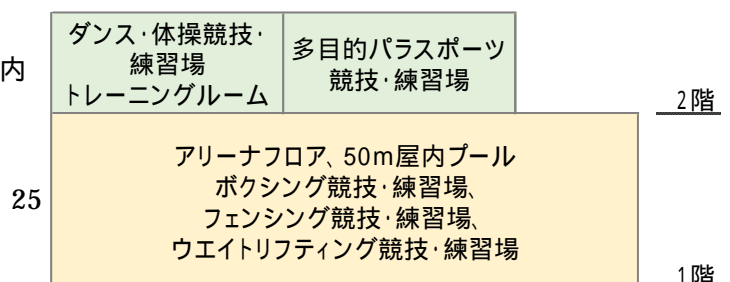 ダンス・体操競技・
練習場
トレーニングルーム
多目的パラスポーツ
競技・練習場
内
2階
アリーナフロア、50m屋内プール
ボクシング競技・練習場、
フェンシング競技・練習場、
ウエイトリフティング競技・練習場
25
1階